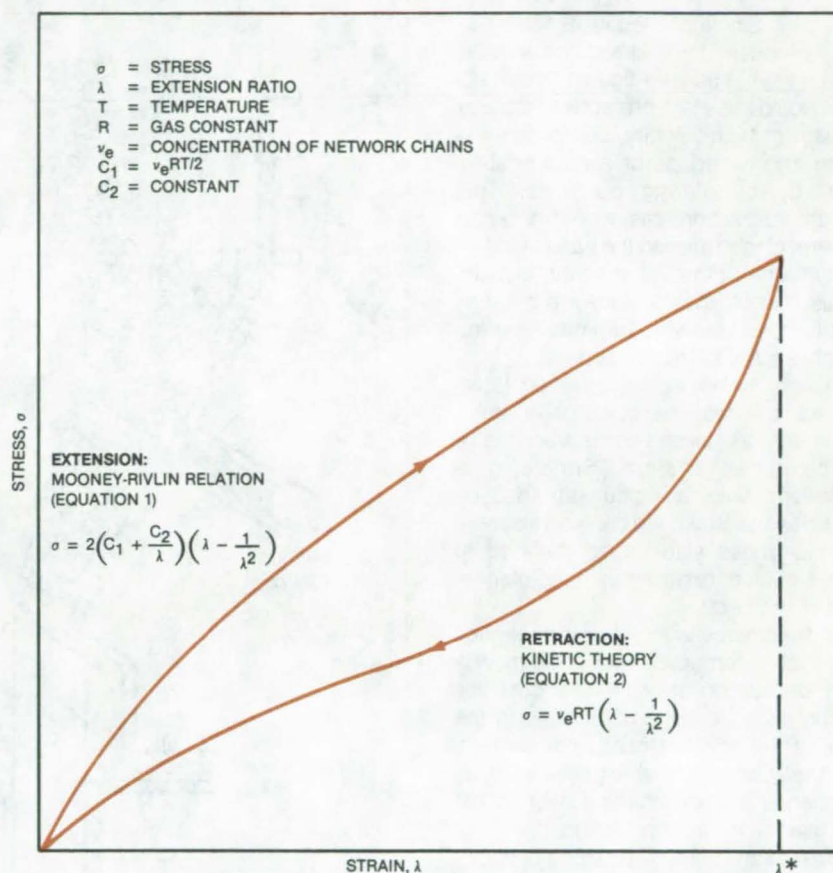 σ = STRESS
λ = EXTENSION RATIO
T = TEMPERATURE
R = GAS CONSTANT
νe = CONCENTRATION OF NETWORK CHAINS
C1 = νeRT/2
C2 = CONSTANT
STRESS, σ
EXTENSION:
MOONEY-RIVLIN RELATION
(EQUATION 1)
σ = 2(C1 + C2/λ)(λ − 1/λ²)
RETRACTION:
KINETIC THEORY
(EQUATION 2)
σ = νeRT(λ − 1/λ²)
STRAIN, λ
λ*